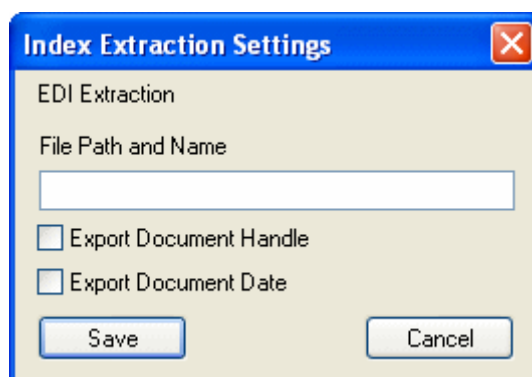 Index Extraction Settings
EDI Extraction
File Path and Name
Export Document Handle
Export Document Date
Save Cancel